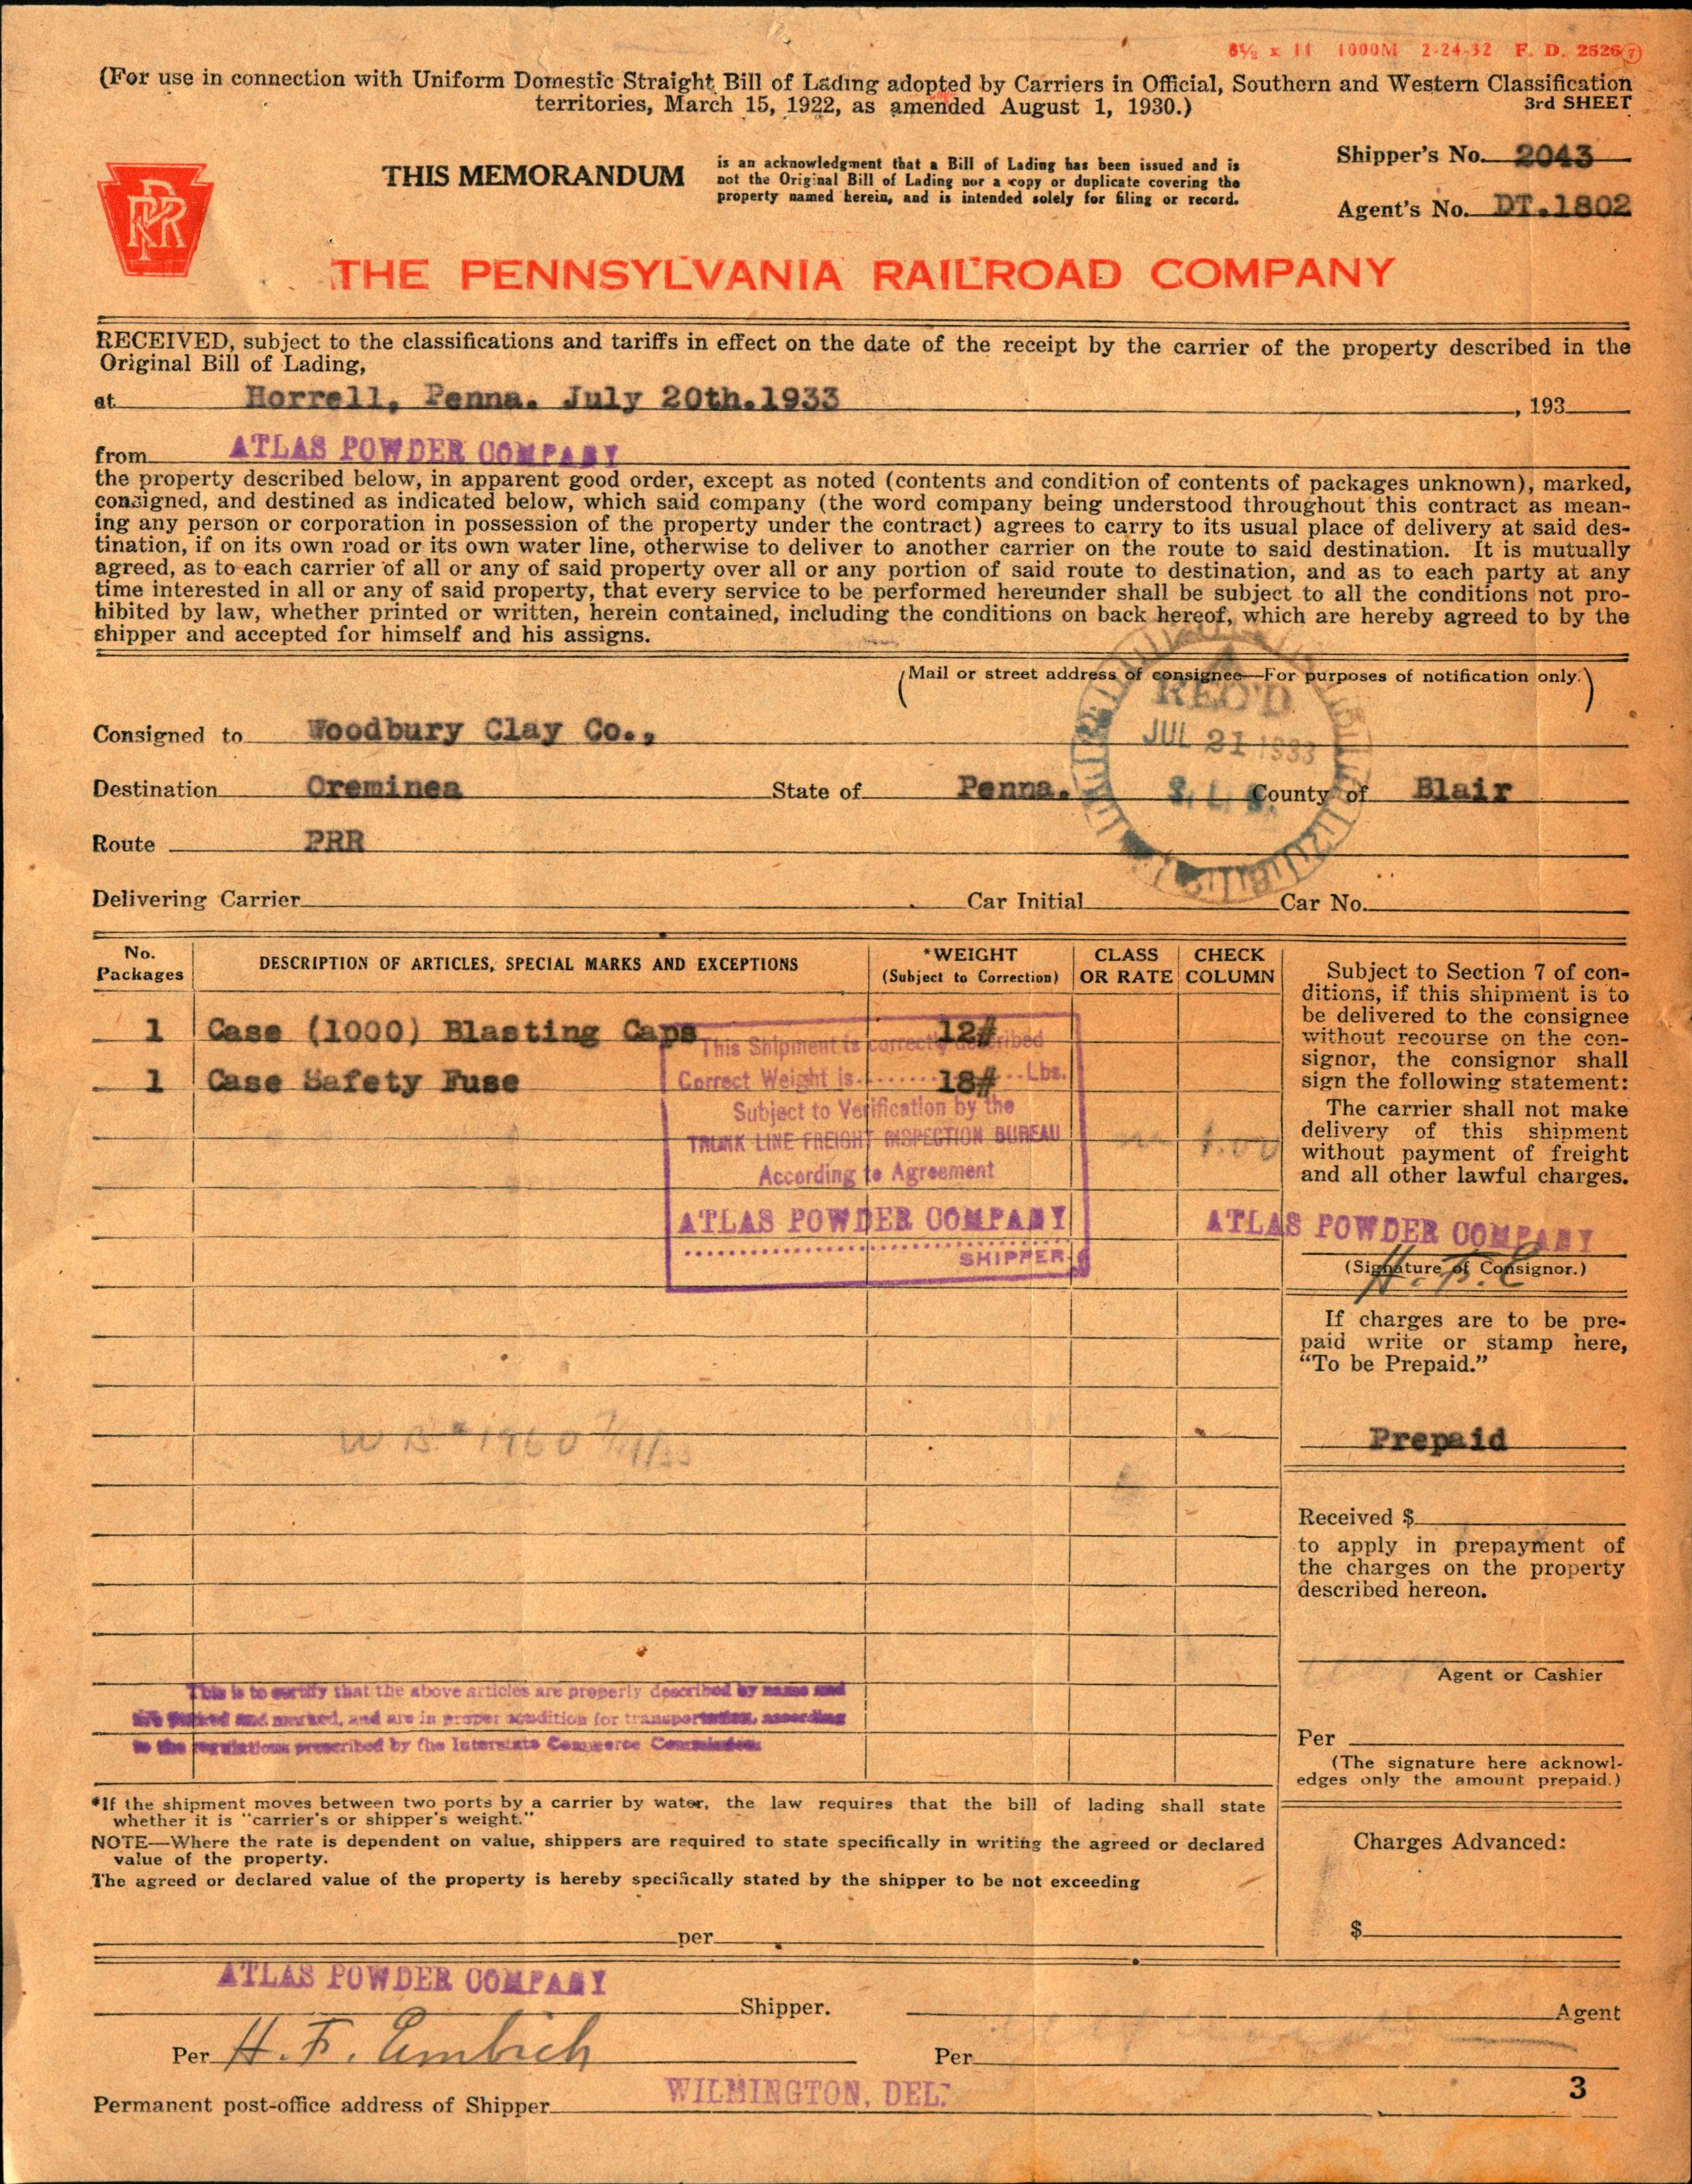 8½ x 11 1000M 2-24-32 F. D. 2526 7
(For use in connection with Uniform Domestic Straight Bill of Lading adopted by Carriers in Official, Southern and Western Classification
territories, March 15, 1922, as amended August 1, 1930.)
3rd SHEET
PRR
THIS MEMORANDUM
is an acknowledgment that a Bill of Lading has been issued and is
not the Original Bill of Lading nor a copy or duplicate covering the
property named herein, and is intended solely for filing or record.
Shipper's No. 2043
Agent's No. DT.1802
THE PENNSYLVANIA RAILROAD COMPANY
RECEIVED, subject to the classifications and tariffs in effect on the date of the receipt by the carrier of the property described in the
Original Bill of Lading,
at Horrell, Penna. July 20th.1933 , 193
from ATLAS POWDER COMPANY
the property described below, in apparent good order, except as noted (contents and condition of contents of packages unknown), marked,
consigned, and destined as indicated below, which said company (the word company being understood throughout this contract as mean-
ing any person or corporation in possession of the property under the contract) agrees to carry to its usual place of delivery at said des-
tination, if on its own road or its own water line, otherwise to deliver to another carrier on the route to said destination. It is mutually
agreed, as to each carrier of all or any of said property over all or any portion of said route to destination, and as to each party at any
time interested in all or any of said property, that every service to be performed hereunder shall be subject to all the conditions not pro-
hibited by law, whether printed or written, herein contained, including the conditions on back hereof, which are hereby agreed to by the
shipper and accepted for himself and his assigns.
(Mail or street address of consignee—For purposes of notification only.)
REC'D
JUL 21 1933
Consigned to Woodbury Clay Co.,
Destination Oreminea State of Penna. County of Blair
Route PRR
Delivering Carrier Car Initial Car No.
No.
Packages
DESCRIPTION OF ARTICLES, SPECIAL MARKS AND EXCEPTIONS
*WEIGHT
(Subject to Correction)
CLASS
OR RATE
CHECK
COLUMN
1 Case (1000) Blasting Caps 12#
1 Case Safety Fuse 18#
This Shipment is correctly described
Correct Weight is Lbs.
Subject to Verification by the
TRUNK LINE FREIGHT INSPECTION BUREAU
According to Agreement
ATLAS POWDER COMPANY
SHIPPER
1.00
W B # 1960 7/21/33
This is to certify that the above articles are properly described by name and
are packed and marked, and are in proper condition for transportation, according
to the regulations prescribed by the Interstate Commerce Commission
Subject to Section 7 of con-
ditions, if this shipment is to
be delivered to the consignee
without recourse on the con-
signor, the consignor shall
sign the following statement:
The carrier shall not make
delivery of this shipment
without payment of freight
and all other lawful charges.
ATLAS POWDER COMPANY
H. F. E
(Signature of Consignor.)
If charges are to be pre-
paid write or stamp here,
“To be Prepaid.”
Prepaid
Received $
to apply in prepayment of
the charges on the property
described hereon.
Agent or Cashier
Per
(The signature here acknowl-
edges only the amount prepaid.)
Charges Advanced:
$
*If the shipment moves between two ports by a carrier by water, the law requires that the bill of lading shall state
whether it is “carrier's or shipper's weight.”
NOTE—Where the rate is dependent on value, shippers are required to state specifically in writing the agreed or declared
value of the property.
The agreed or declared value of the property is hereby specifically stated by the shipper to be not exceeding
per
ATLAS POWDER COMPANY
Shipper. Agent
Per H. F. Embich Per
Permanent post-office address of Shipper WILMINGTON, DEL.
3